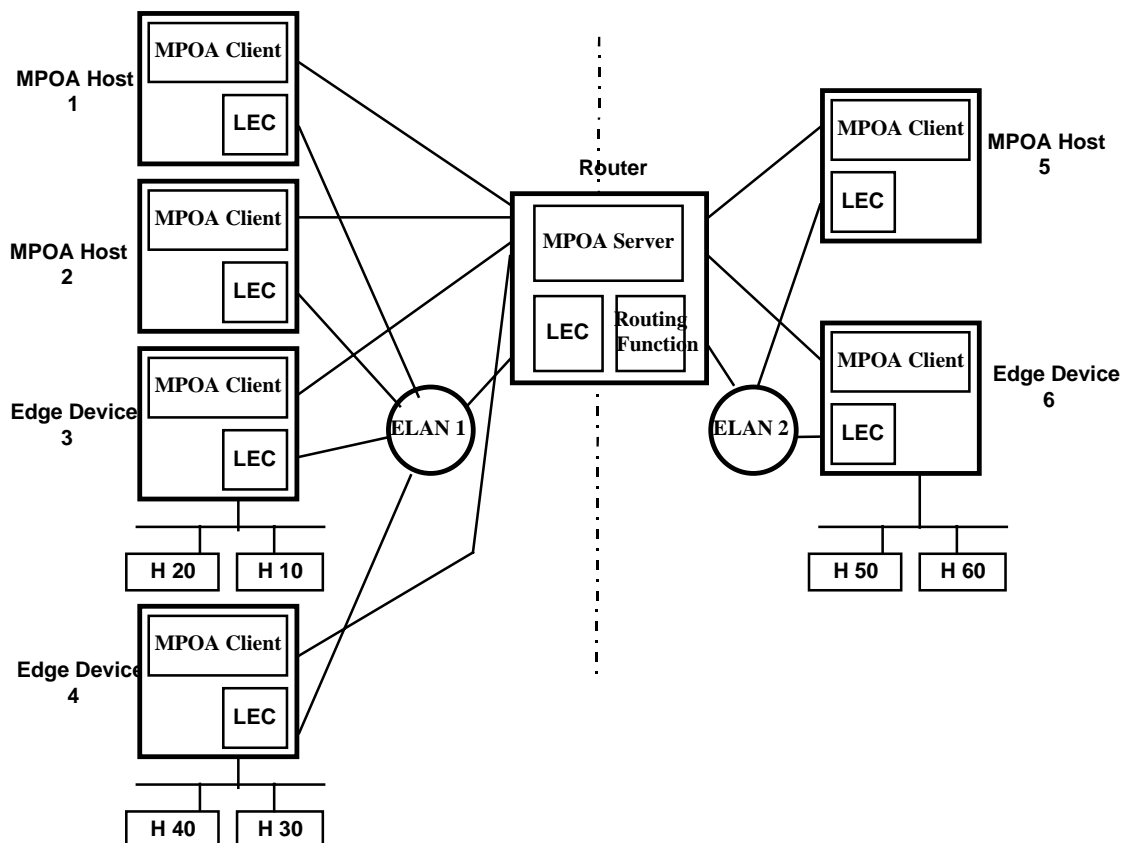 MPOA Host
1
MPOA Client
LEC
MPOA Host
2
MPOA Client
LEC
Edge Device
3
MPOA Client
LEC
H 20
H 10
Edge Device
4
MPOA Client
LEC
H 40
H 30
ELAN 1
Router
MPOA Server
LEC
Routing
Function
ELAN 2
MPOA Client
LEC
MPOA Host
5
MPOA Client
LEC
Edge Device
6
H 50
H 60